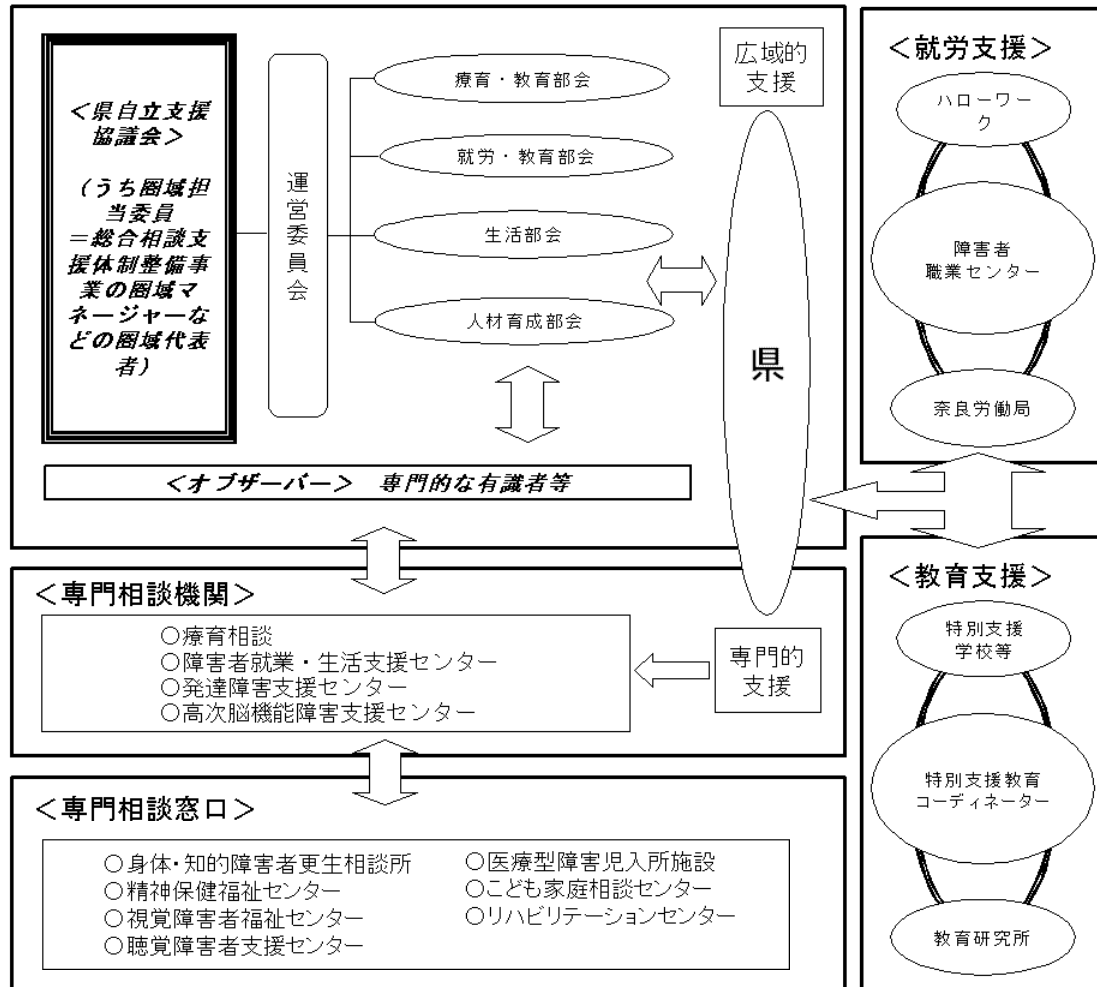 ＜県自立支援
協議会＞
（うち圏域担
当委員
＝総合相談支
援体制整備事
業の圏域マ
ネージャーな
どの圏域代表
者）
運営委員会
療育・教育部会
就労・教育部会
生活部会
人材育成部会
広域的
支援
県
＜オブザーバー＞　専門的な有識者等
＜専門相談機関＞
○療育相談
○障害者就業・生活支援センター
○発達障害支援センター
○高次脳機能障害支援センター
専門的
支援
＜専門相談窓口＞
○身体・知的障害者更生相談所
○精神保健福祉センター
○視覚障害者福祉センター
○聴覚障害者支援センター
○医療型障害児入所施設
○こども家庭相談センター
○リハビリテーションセンター
＜就労支援＞
ハローワー
ク
障害者
職業センター
奈良労働局
＜教育支援＞
特別支援
学校等
特別支援教育
コーディネーター
教育研究所